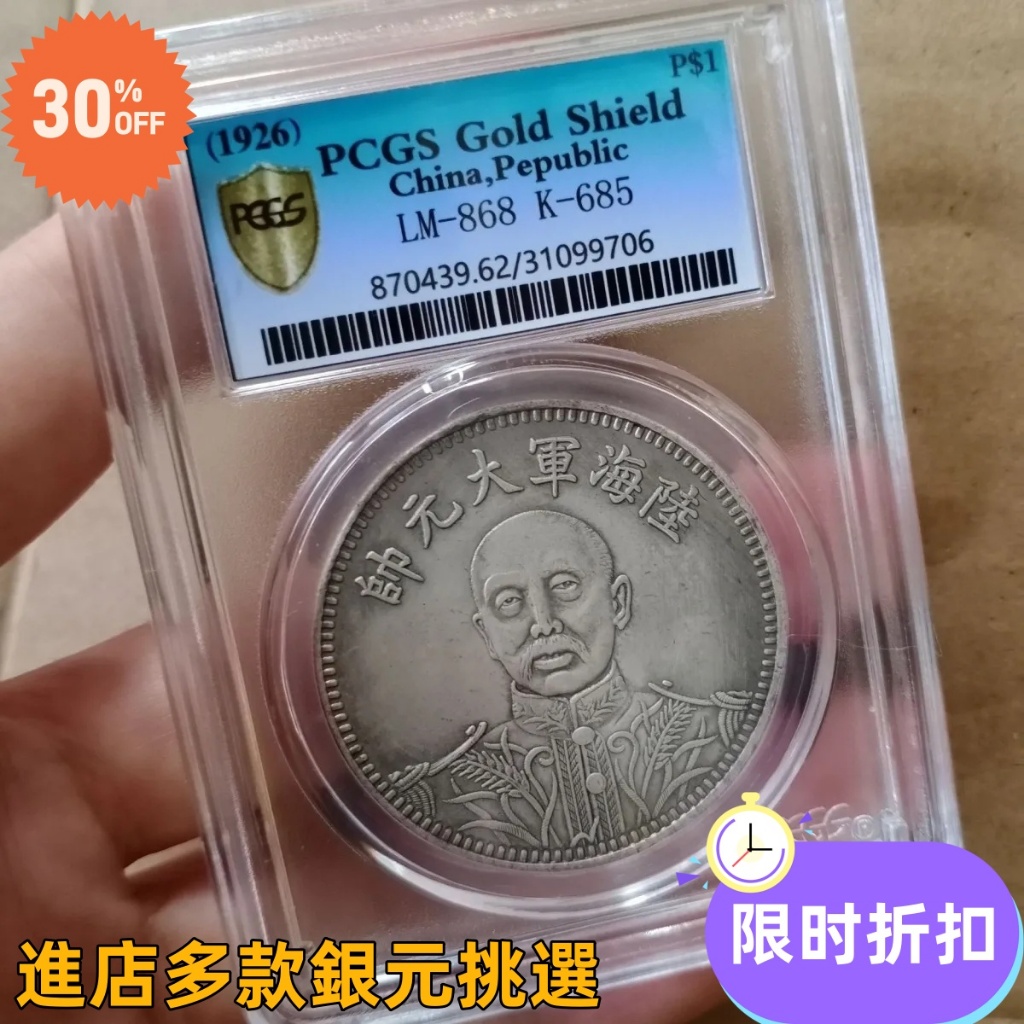 30% OFF
P$1
(1926) PCGS Gold Shield
China,Pepublic
PCGS
LM-868 K-685
870439.62/31099706
陸海軍大元帥
限时折扣
進店多款銀元挑選